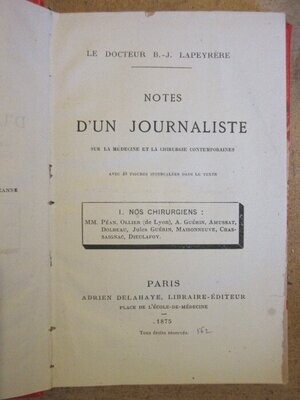 LE DOCTEUR B.-J. LAPEYRÈRE
NOTES
D'UN JOURNALISTE
SUR LA MÉDECINE ET LA CHIRURGIE CONTEMPORAINES
AVEC 43 FIGURES INTERCALÉES DANS LE TEXTE
I. NOS CHIRURGIENS :
MM. Péan, Ollier (de Lyon), A. Guérin, Amussat,
Dolbeau, Jules Guérin, Maisonneuve, Chas-
saignac, Dieulafoy.
PARIS
ADRIEN DELAHAYE, LIBRAIRE-ÉDITEUR
PLACE DE L'ÉCOLE-DE-MÉDECINE
1875
Tous droits réservés.